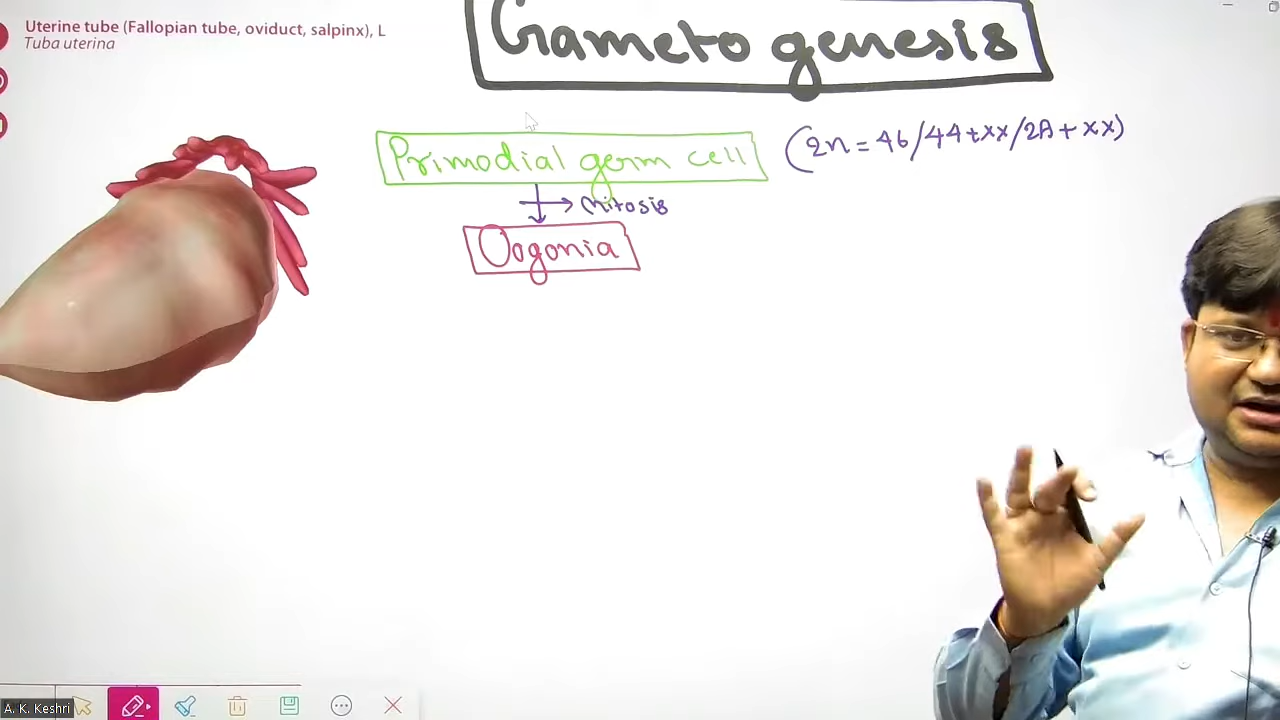 Uterine tube (Fallopian tube, oviduct, salpinx), L
Tuba uterina
Gameto genesis
Primodial germ cell (2n = 46/44+xx/2A+xx)
Mitosis
Oogonia
A. K. Keshri